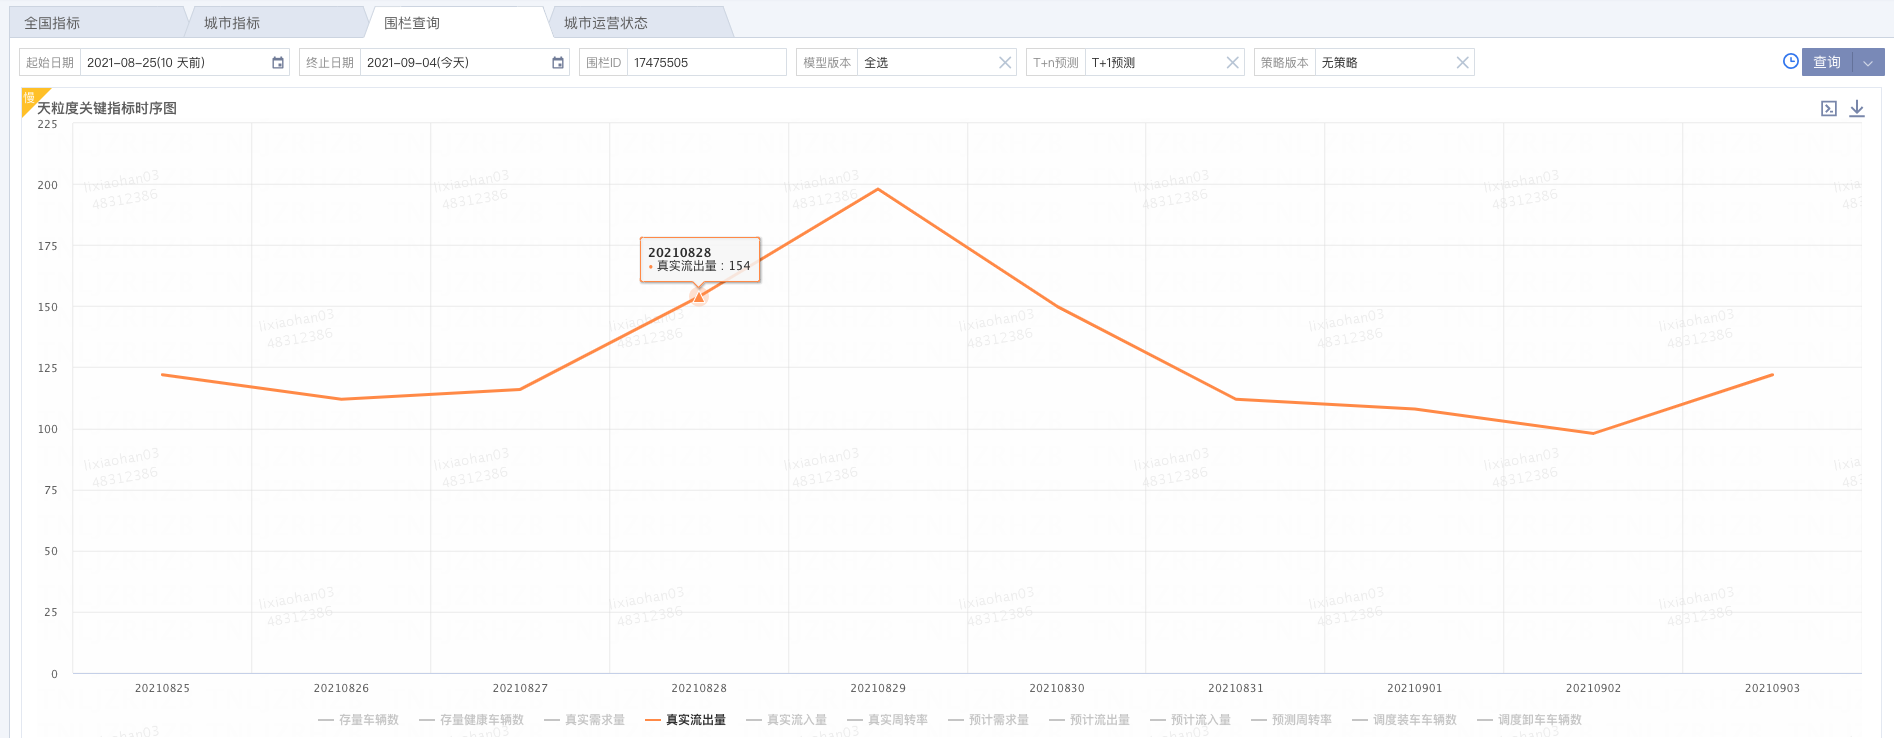 全国指标 城市指标 围栏查询 城市运营状态
起始日期 2021-08-25(10 天前) 终止日期 2021-09-04(今天) 围栏ID 17475505 模型版本 全选 T+n预测 T+1预测 策略版本 无策略 查询
慢
天粒度关键指标时序图
225
200
175
150
125
100
75
50
25
0
20210828
真实流出量：154
lixiaohan03
48312386
20210825 20210826 20210827 20210828 20210829 20210830 20210831 20210901 20210902 20210903
存量车辆数 存量健康车辆数 真实需求量 真实流出量 真实流入量 真实周转率 预计需求量 预计流出量 预计流入量 预测周转率 调度装车车辆数 调度卸车车辆数